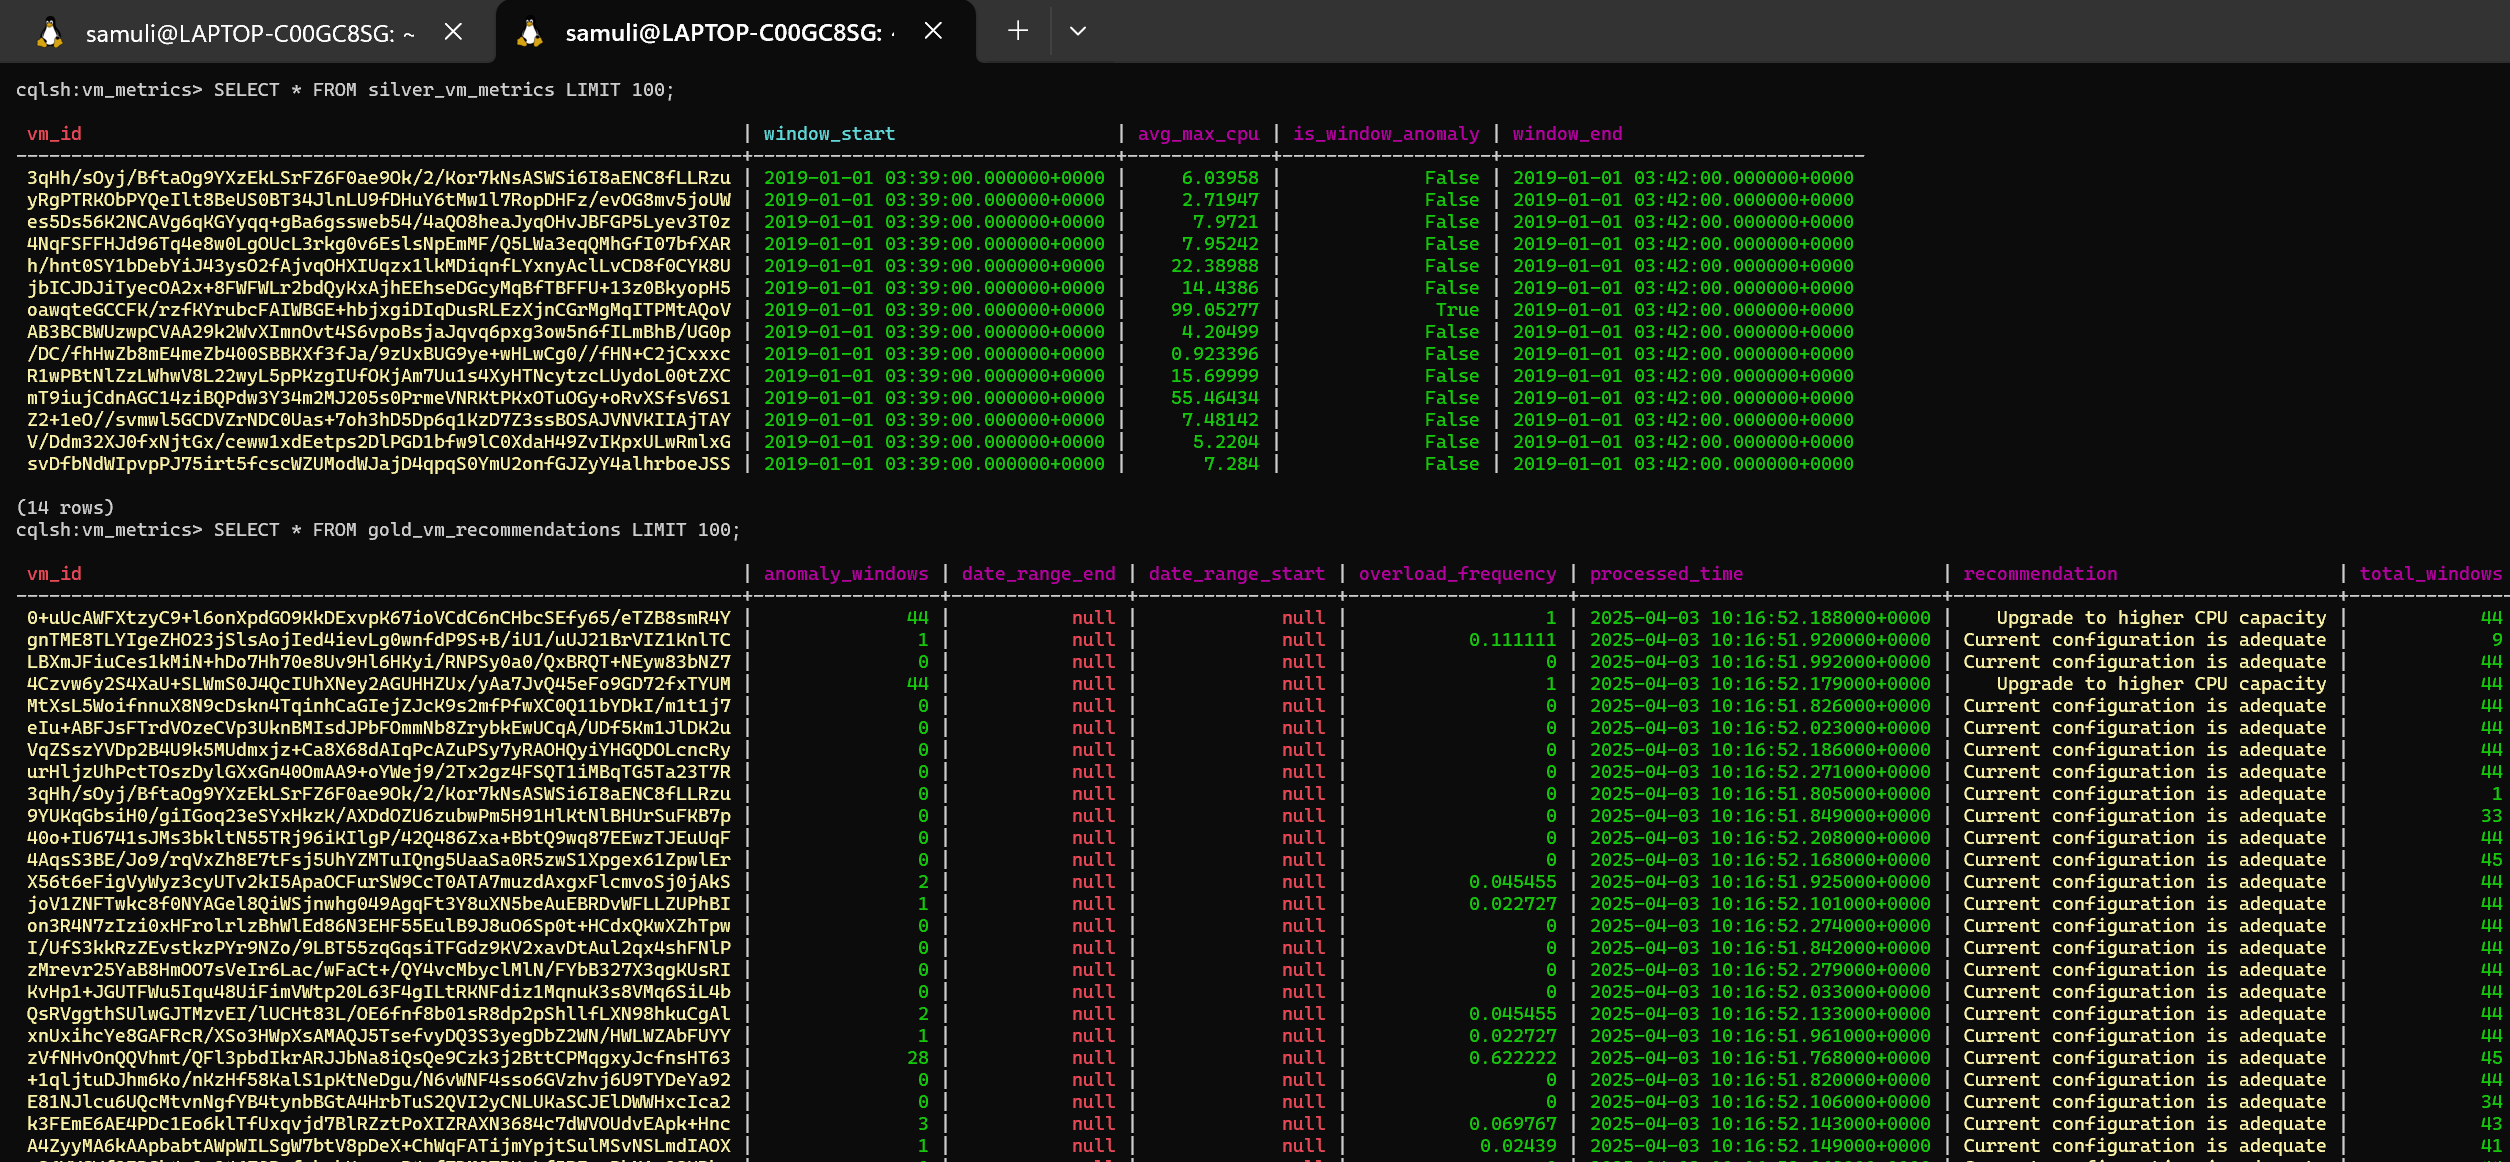 samuli@LAPTOP-C00GC8SG: ~
samuli@LAPTOP-C00GC8SG:
cqlsh:vm_metrics> SELECT * FROM silver_vm_metrics LIMIT 100;
vm_id | window_start | avg_max_cpu | is_window_anomaly | window_end
3qHh/sOyj/BftaOg9YXzEkLSrFZ6F0ae9Ok/2/Kor7kNsASWSi6I8aENC8fLLRzu | 2019-01-01 03:39:00.000000+0000 | 6.03958 | False | 2019-01-01 03:42:00.000000+0000
yRgPTRKObPYQeIlt8BeUS0BT34JlnLU9fDHuY6tMw1l7RopDHFz/evOG8mv5joUW | 2019-01-01 03:39:00.000000+0000 | 2.71947 | False | 2019-01-01 03:42:00.000000+0000
es5Ds56K2NCAVg6qKGYyqq+gBa6gssweb54/4aQO8heaJyqOHvJBFGP5Lyev3T0z | 2019-01-01 03:39:00.000000+0000 | 7.9721 | False | 2019-01-01 03:42:00.000000+0000
4NqFSFFHJd96Tq4e8w0LgOUcL3rkg0v6EslsNpEmMF/Q5LWa3eqQMhGfI07bfXAR | 2019-01-01 03:39:00.000000+0000 | 7.95242 | False | 2019-01-01 03:42:00.000000+0000
h/hnt0SY1bDebYiJ43ysO2fAjvqOHXIUqzx1lkMDiqnfLYxnyAclLvCD8f0CYK8U | 2019-01-01 03:39:00.000000+0000 | 22.38988 | False | 2019-01-01 03:42:00.000000+0000
jbICJDJiTyecOA2x+8FWFWLr2bdQyKxAjhEEhseDGcyMqBfTBFFU+13z0BkyopH5 | 2019-01-01 03:39:00.000000+0000 | 14.4386 | False | 2019-01-01 03:42:00.000000+0000
oawqteGCCFK/rzfKYrubcFAIWBGE+hbjxgiDIqDusRLEzXjnCGrMgMqITPMtAQoV | 2019-01-01 03:39:00.000000+0000 | 99.05277 | True | 2019-01-01 03:42:00.000000+0000
AB3BCBWUzwpCVAA29k2WvXImnOvt4S6vpoBsjaJqvq6pxg3ow5n6fILmBhB/UG0p | 2019-01-01 03:39:00.000000+0000 | 4.20499 | False | 2019-01-01 03:42:00.000000+0000
/DC/fhHwZb8mE4meZb400SBBKXf3fJa/9zUxBUG9ye+wHLwCg0//fHN+C2jCxxxc | 2019-01-01 03:39:00.000000+0000 | 0.923396 | False | 2019-01-01 03:42:00.000000+0000
R1wPBtNlZzLWhwV8L22wyL5pPKzgIUfOKjAm7Uu1s4XyHTNcytzcLUydoL00tZXC | 2019-01-01 03:39:00.000000+0000 | 15.69999 | False | 2019-01-01 03:42:00.000000+0000
mT9iujCdnAGC14ziBQPdw3Y34m2MJ205s0PrmeVNRKtPKxOTuOGy+oRvXSfsV6S1 | 2019-01-01 03:39:00.000000+0000 | 55.46434 | False | 2019-01-01 03:42:00.000000+0000
Z2+1eO//svmwl5GCDVZrNDC0Uas+7oh3hD5Dp6q1KzD7Z3ssBOSAJVNVKIIAjTAY | 2019-01-01 03:39:00.000000+0000 | 7.48142 | False | 2019-01-01 03:42:00.000000+0000
V/Ddm32XJ0fxNjtGx/ceww1xdEetps2DlPGD1bfw9lC0XdaH49ZvIKpxULwRmlxG | 2019-01-01 03:39:00.000000+0000 | 5.2204 | False | 2019-01-01 03:42:00.000000+0000
svDfbNdWIpvpPJ75irt5fcscWZUModWJajD4qpqS0YmU2onfGJZyY4alhrboeJSS | 2019-01-01 03:39:00.000000+0000 | 7.284 | False | 2019-01-01 03:42:00.000000+0000
(14 rows)
cqlsh:vm_metrics> SELECT * FROM gold_vm_recommendations LIMIT 100;
vm_id | anomaly_windows | date_range_end | date_range_start | overload_frequency | processed_time | recommendation | total_windows
0+uUcAWFXtzyC9+l6onXpdGO9KkDExvpK67ioVCdC6nCHbcSEfy65/eTZB8smR4Y | 44 | null | null | 1 | 2025-04-03 10:16:52.188000+0000 | Upgrade to higher CPU capacity | 44
gnTME8TLYIgeZHO23jSlsAojIed4ievLg0wnfdP9S+B/iU1/uUJ21BrVIZ1KnlTC | 1 | null | null | 0.111111 | 2025-04-03 10:16:51.920000+0000 | Current configuration is adequate | 9
LBXmJFiuCes1kMiN+hDo7Hh70e8Uv9Hl6HKyi/RNPSy0a0/QxBRQT+NEyw83bNZ7 | 0 | null | null | 0 | 2025-04-03 10:16:51.992000+0000 | Current configuration is adequate | 44
4Czvw6y2S4XaU+SLWmS0J4QcIUhXNey2AGUHHZUx/yAa7JvQ45eFo9GD72fxTYUM | 44 | null | null | 1 | 2025-04-03 10:16:52.179000+0000 | Upgrade to higher CPU capacity | 44
MtXsL5WoifnnuX8N9cDskn4TqinhCaGIejZJcK9s2mfPfwXC0Q11bYDkI/m1t1j7 | 0 | null | null | 0 | 2025-04-03 10:16:51.826000+0000 | Current configuration is adequate | 44
eIu+ABFJsFTrdVOzeCVp3UknBMIsdJPbFOmmNb8ZrybkEwUCqA/UDf5Km1JlDK2u | 0 | null | null | 0 | 2025-04-03 10:16:52.023000+0000 | Current configuration is adequate | 44
VqZSszYVDp2B4U9k5MUdmxjz+Ca8X68dAIqPcAZuPSy7yRAOHQyiYHGQDOLcncRy | 0 | null | null | 0 | 2025-04-03 10:16:52.186000+0000 | Current configuration is adequate | 44
urHljzUhPctTOszDylGXxGn40OmAA9+oYWej9/2Tx2gz4FSQT1iMBqTG5Ta23T7R | 0 | null | null | 0 | 2025-04-03 10:16:52.271000+0000 | Current configuration is adequate | 44
3qHh/sOyj/BftaOg9YXzEkLSrFZ6F0ae9Ok/2/Kor7kNsASWSi6I8aENC8fLLRzu | 0 | null | null | 0 | 2025-04-03 10:16:51.805000+0000 | Current configuration is adequate | 1
9YUKqGbsiH0/giIGoq23eSYxHkzK/AXDdOZU6zubwPm5H91HlKtNlBHUrSuFKB7p | 0 | null | null | 0 | 2025-04-03 10:16:51.849000+0000 | Current configuration is adequate | 33
40o+IU6741sJMs3bkltN55TRj96iKIlgP/42Q486Zxa+BbtQ9wq87EEwzTJEuUqF | 0 | null | null | 0 | 2025-04-03 10:16:52.208000+0000 | Current configuration is adequate | 44
4AqsS3BE/Jo9/rqVxZh8E7tFsj5UhYZMTuIQng5UaaSa0R5zwS1Xpgex61ZpwlEr | 0 | null | null | 0 | 2025-04-03 10:16:52.168000+0000 | Current configuration is adequate | 45
X56t6eFigVyWyz3cyUTv2kI5ApaOCFurSW9CcT0ATA7muzdAxgxFlcmvoSj0jAkS | 2 | null | null | 0.045455 | 2025-04-03 10:16:51.925000+0000 | Current configuration is adequate | 44
joV1ZNFTwkc8f0NYAGel8QiWSjnwhg049AgqFt3Y8uXN5beAuEBRDvWFLLZUPhBI | 1 | null | null | 0.022727 | 2025-04-03 10:16:52.101000+0000 | Current configuration is adequate | 44
on3R4N7zIzi0xHFrolrlzBhWlEd86N3EHF55EulB9J8uO6Sp0t+HCdxQKwXZhTpw | 0 | null | null | 0 | 2025-04-03 10:16:52.274000+0000 | Current configuration is adequate | 44
I/UfS3kkRzZEvstkzPYr9NZo/9LBT55zqGqsiTFGdz9KV2xavDtAul2qx4shFNlP | 0 | null | null | 0 | 2025-04-03 10:16:51.842000+0000 | Current configuration is adequate | 44
zMrevr25YaB8HmOO7sVeIr6Lac/wFaCt+/QY4vcMbyclMlN/FYbB327X3qgKUsRI | 0 | null | null | 0 | 2025-04-03 10:16:52.279000+0000 | Current configuration is adequate | 44
KvHp1+JGUTFWu5Iqu48UiFimVWtp20L63F4gILtRKNFdiz1MqnuK3s8VMq6SiL4b | 0 | null | null | 0 | 2025-04-03 10:16:52.033000+0000 | Current configuration is adequate | 44
QsRVggthSUlwGJTMzvEI/lUCHt83L/OE6fnf8b01sR8dp2pShllfLXN98hkuCgAl | 2 | null | null | 0.045455 | 2025-04-03 10:16:52.133000+0000 | Current configuration is adequate | 44
xnUxihcYe8GAFRcR/XSo3HWpXsAMAQJ5TsefvyDQ3S3yegDbZ2WN/HWLWZAbFUYY | 1 | null | null | 0.022727 | 2025-04-03 10:16:51.961000+0000 | Current configuration is adequate | 44
zVfNHvOnQQVhmt/QFl3pbdIkrARJJbNa8iQsQe9Czk3j2BttCPMqgxyJcfnsHT63 | 28 | null | null | 0.622222 | 2025-04-03 10:16:51.768000+0000 | Current configuration is adequate | 45
+1qljtuDJhm6Ko/nKzHf58KalS1pKtNeDgu/N6vWNF4sso6GVzhvj6U9TYDeYa92 | 0 | null | null | 0 | 2025-04-03 10:16:51.820000+0000 | Current configuration is adequate | 44
E81NJlcu6UQcMtvnNgfYB4tynbBGtA4HrbTuS2QVI2yCNLUKaSCJElDWWHxcIca2 | 0 | null | null | 0 | 2025-04-03 10:16:52.106000+0000 | Current configuration is adequate | 34
k3FEmE6AE4PDc1Eo6klTfUxqvjd7BlRZztPoXIZRAXN3684c7dWVOUdvEApk+Hnc | 3 | null | null | 0.069767 | 2025-04-03 10:16:52.143000+0000 | Current configuration is adequate | 43
A4ZyyMA6kAApbabtAWpWILSgW7btV8pDeX+ChWqFATijmYpjtSulMSvNSLmdIAOX | 1 | null | null | 0.02439 | 2025-04-03 10:16:52.149000+0000 | Current configuration is adequate | 41